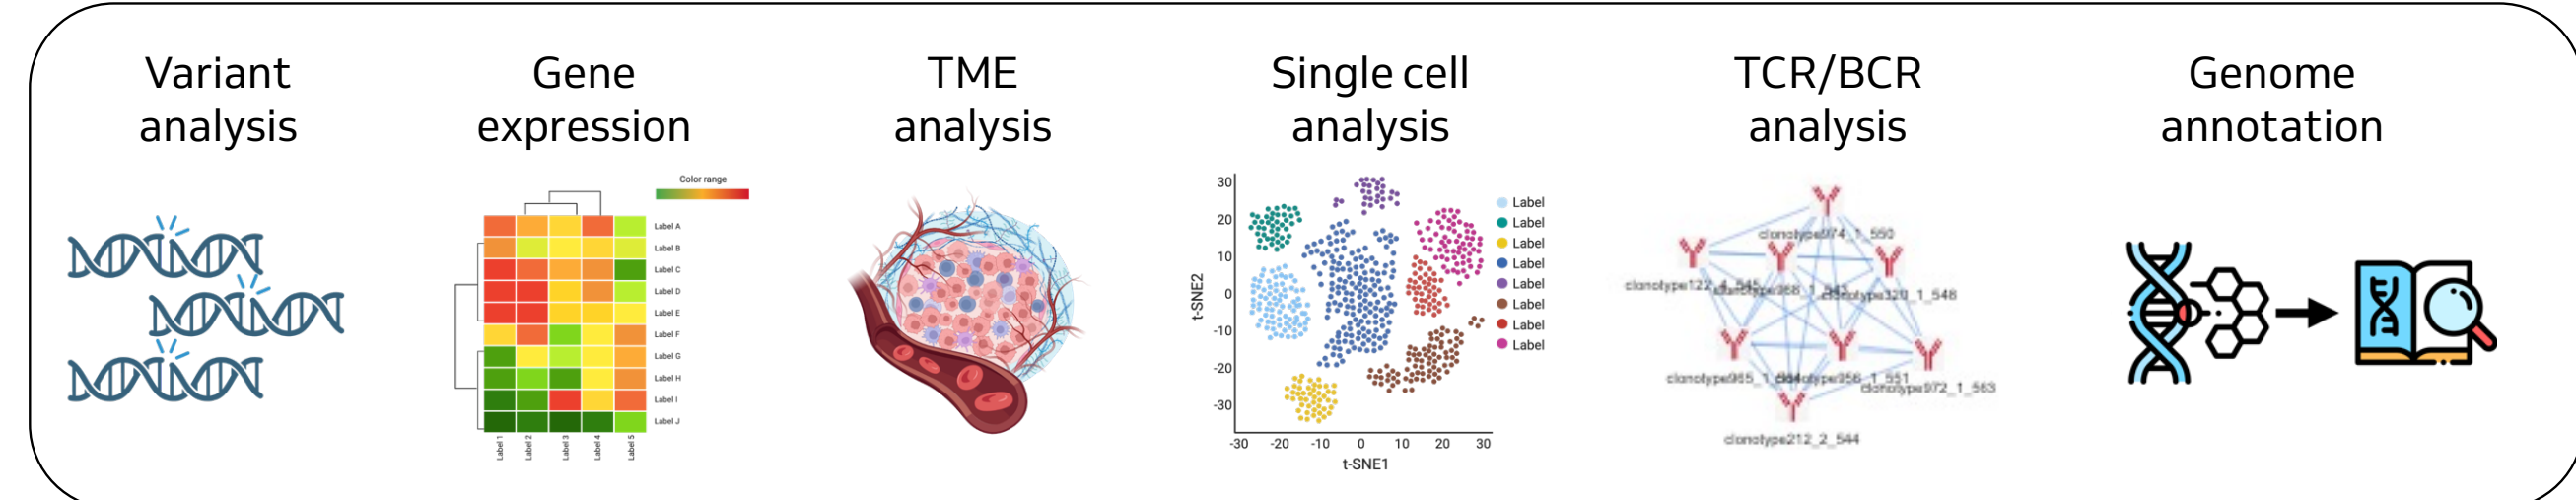 Variant
analysis
Gene
expression
TME
analysis
Single cell
analysis
TCR/BCR
analysis
Genome
annotation
Color range
Label A
Label B
Label C
Label D
Label E
Label F
Label G
Label H
Label I
Label J
Label 1
Label 2
Label 3
Label 4
Label 5
t-SNE2
30
20
10
0
-10
-20
-30
-30 -20 -10 0 10 20 30
t-SNE1
Label
Label
Label
Label
Label
Label
Label
Label
clonotype974_1_550
clonotype972_1_563
clonotype212_2_544